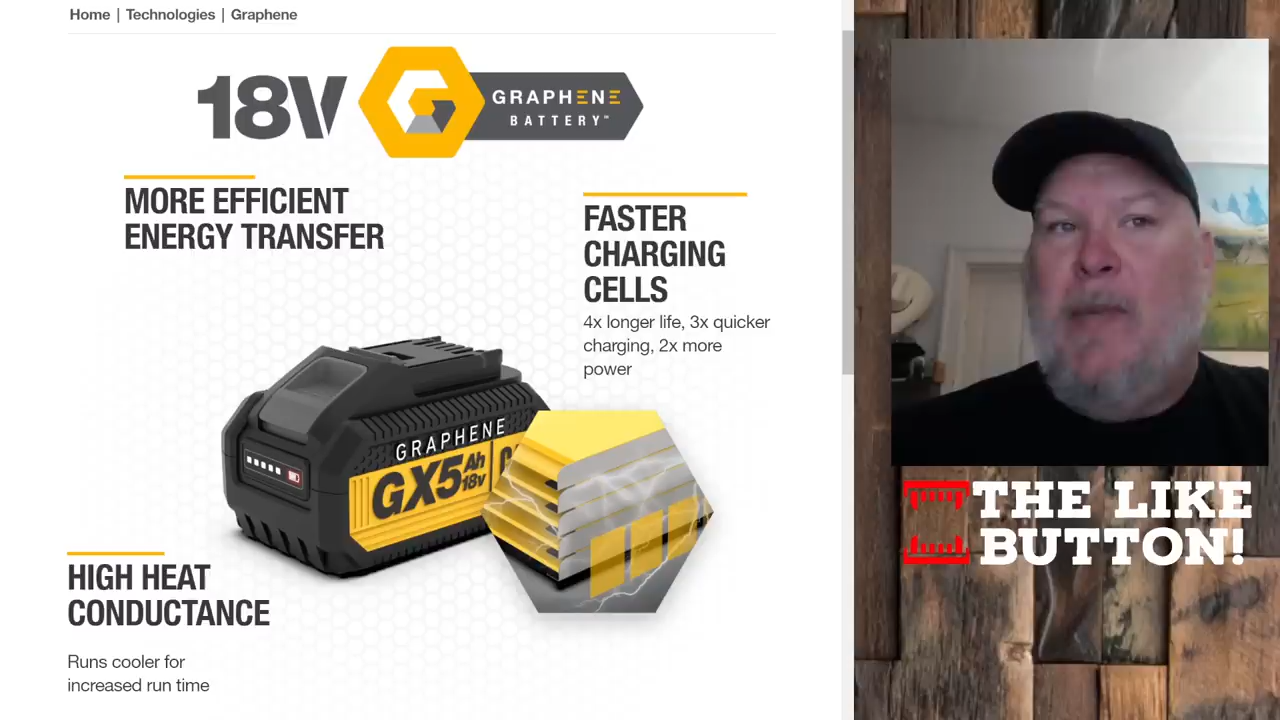 Home | Technologies | Graphene
18V
GRAPHENE
BATTERY™
MORE EFFICIENT
ENERGY TRANSFER
FASTER
CHARGING
CELLS
4x longer life, 3x quicker
charging, 2x more
power
GRAPHENE
GX5Ah
18v
HIGH HEAT
CONDUCTANCE
Runs cooler for
increased run time
THE LIKE
BUTTON!